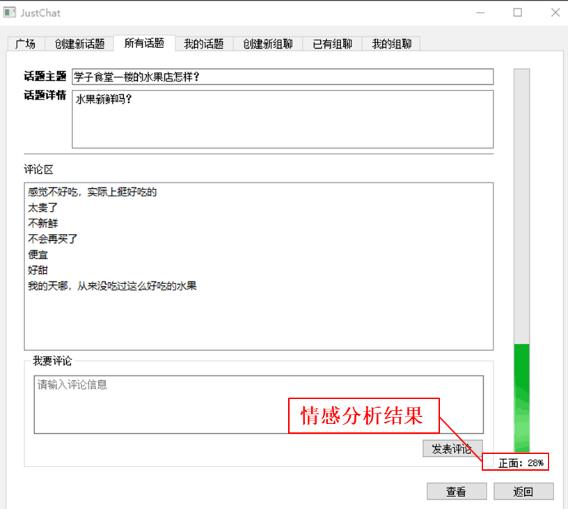 JustChat
广场 创建新话题 所有话题 我的话题 创建新组聊 已有组聊 我的组聊
话题主题 学子食堂一楼的水果店怎样?
话题详情 水果新鲜吗?
评论区
感觉不好吃，实际上挺好吃的
太贵了
不新鲜
不会再买了
便宜
好甜
我的天哪，从来没吃过这么好吃的水果
我要评论
请输入评论信息
情感分析结果
发表评论
正面：28%
查看 返回